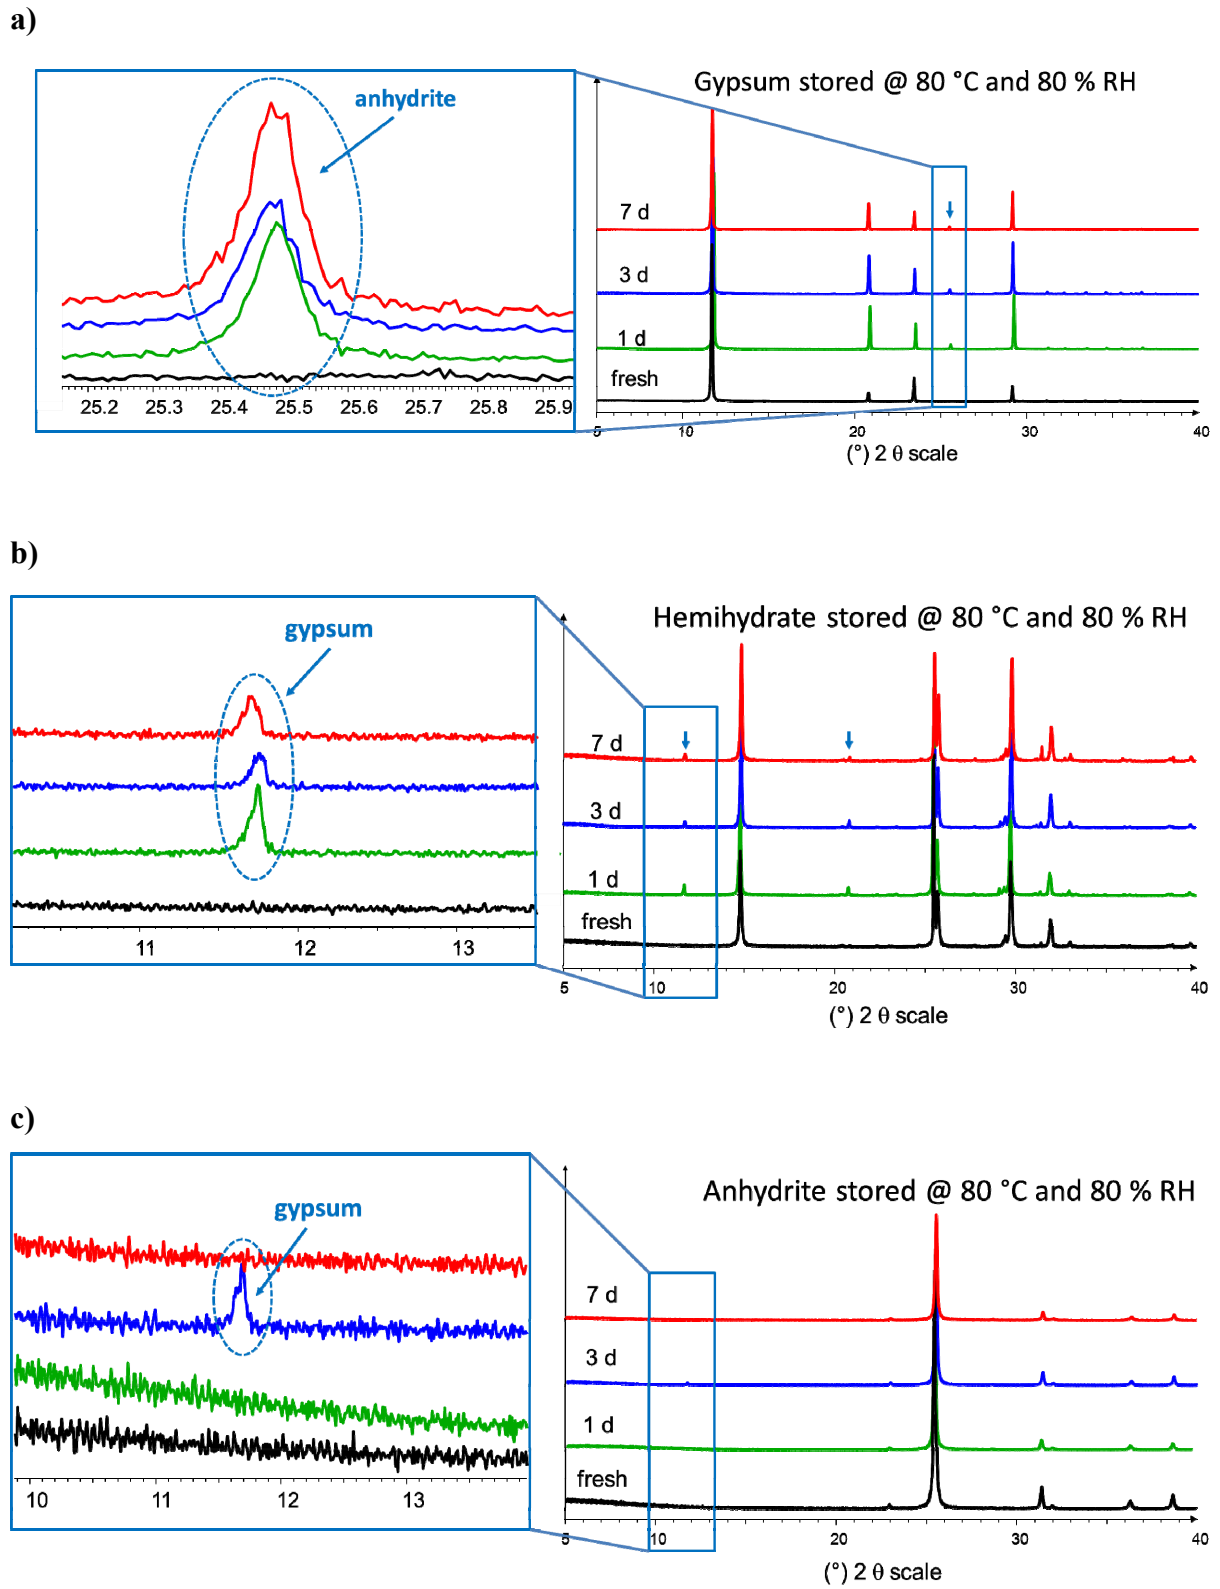 a)
Gypsum stored @ 80 °C and 80 % RH
anhydrite
7 d
3 d
1 d
fresh
25.2 25.3 25.4 25.5 25.6 25.7 25.8 25.9
5 10 20 30 40
(°) 2 θ scale
b)
Hemihydrate stored @ 80 °C and 80 % RH
gypsum
7 d
3 d
1 d
fresh
11 12 13
5 10 20 30 40
(°) 2 θ scale
c)
Anhydrite stored @ 80 °C and 80 % RH
gypsum
7 d
3 d
1 d
fresh
10 11 12 13
5 10 20 30 40
(°) 2 θ scale